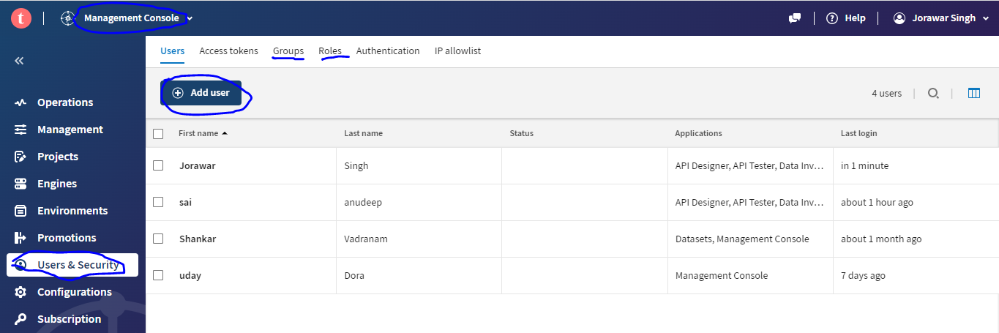 t Management Console Help Jorawar Singh
Users Access tokens Groups Roles Authentication IP allowlist
Add user 4 users
First name Last name Status Applications Last login
Jorawar Singh API Designer, API Tester, Data Inv… in 1 minute
sai anudeep API Designer, API Tester, Data Inv… about 1 hour ago
Shankar Vadranam Datasets, Management Console about 1 month ago
uday Dora Management Console 7 days ago
Operations
Management
Projects
Engines
Environments
Promotions
Users & Security
Configurations
Subscription